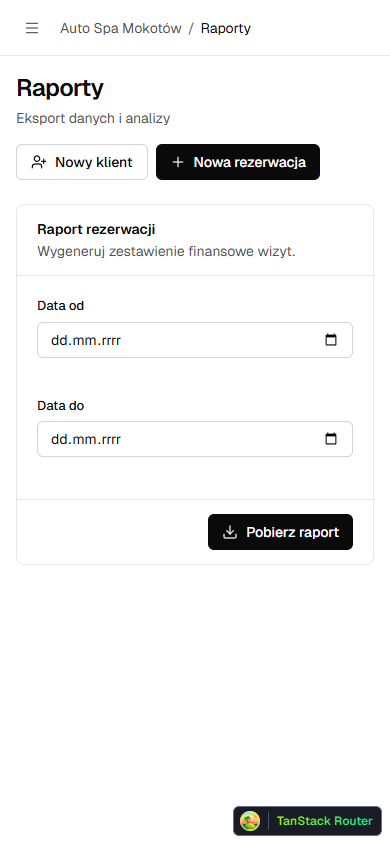 Auto Spa Mokotów / Raporty
Raporty
Eksport danych i analizy
Nowy klient
Nowa rezerwacja
Raport rezerwacji
Wygeneruj zestawienie finansowe wizyt.
Data od
dd.mm.rrrr
Data do
dd.mm.rrrr
Pobierz raport
TanStack Router